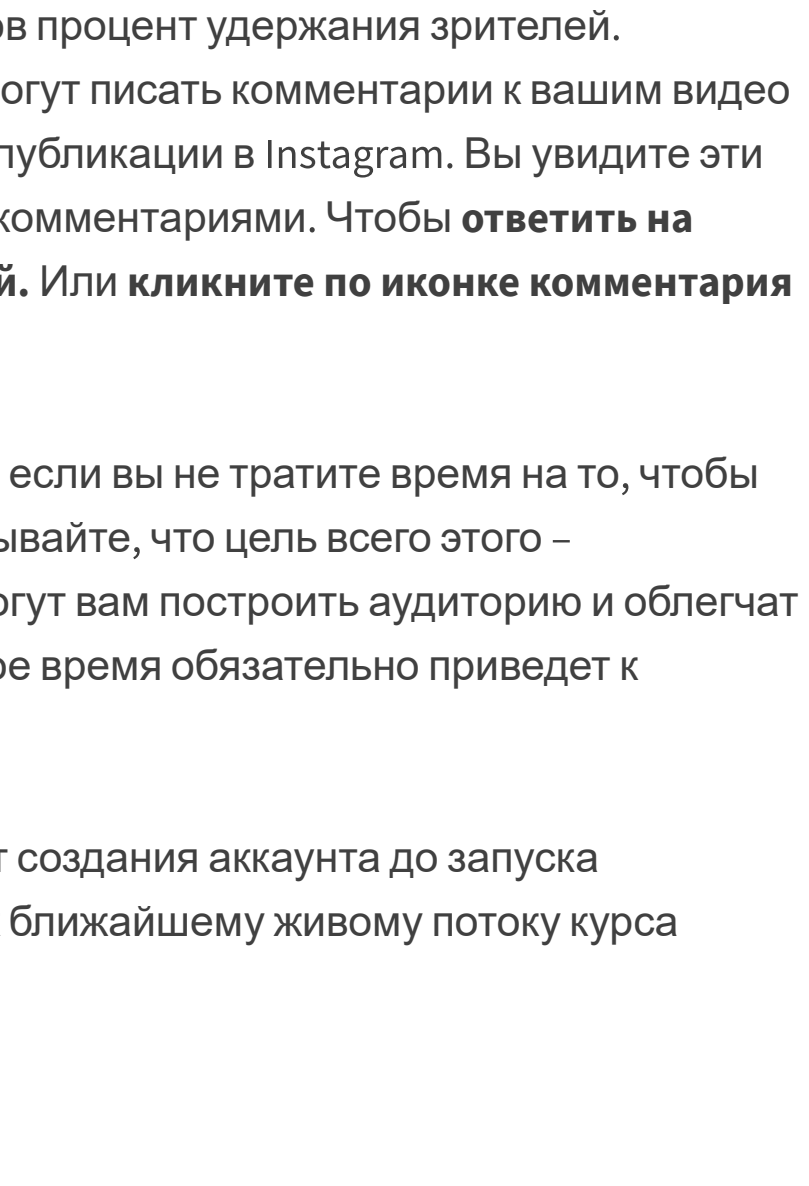 ов процент удержания зрителей.
огут писать комментарии к вашим видео
публикации в Instagram. Вы увидите эти
комментариями. Чтобы ответить на
й. Или кликните по иконке комментария
если вы не тратите время на то, чтобы
ывайте, что цель всего этого –
огут вам построить аудиторию и облегчат
ое время обязательно приведет к
т создания аккаунта до запуска
ближайшему живому потоку курса